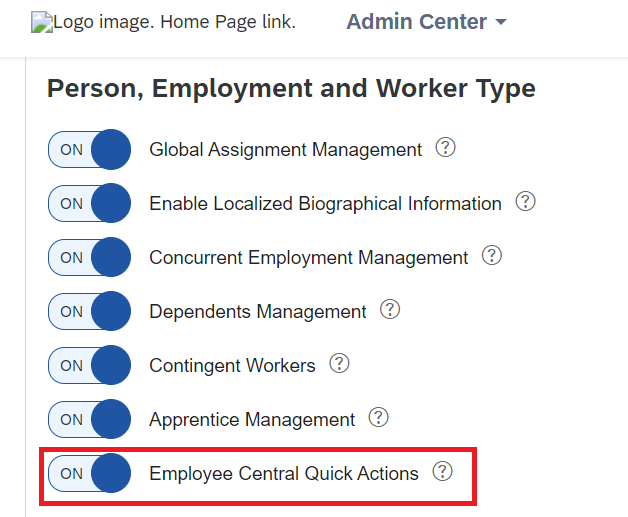 Logo image. Home Page link. Admin Center
Person, Employment and Worker Type
ON Global Assignment Management ?
ON Enable Localized Biographical Information ?
ON Concurrent Employment Management ?
ON Dependents Management ?
ON Contingent Workers ?
ON Apprentice Management ?
ON Employee Central Quick Actions ?